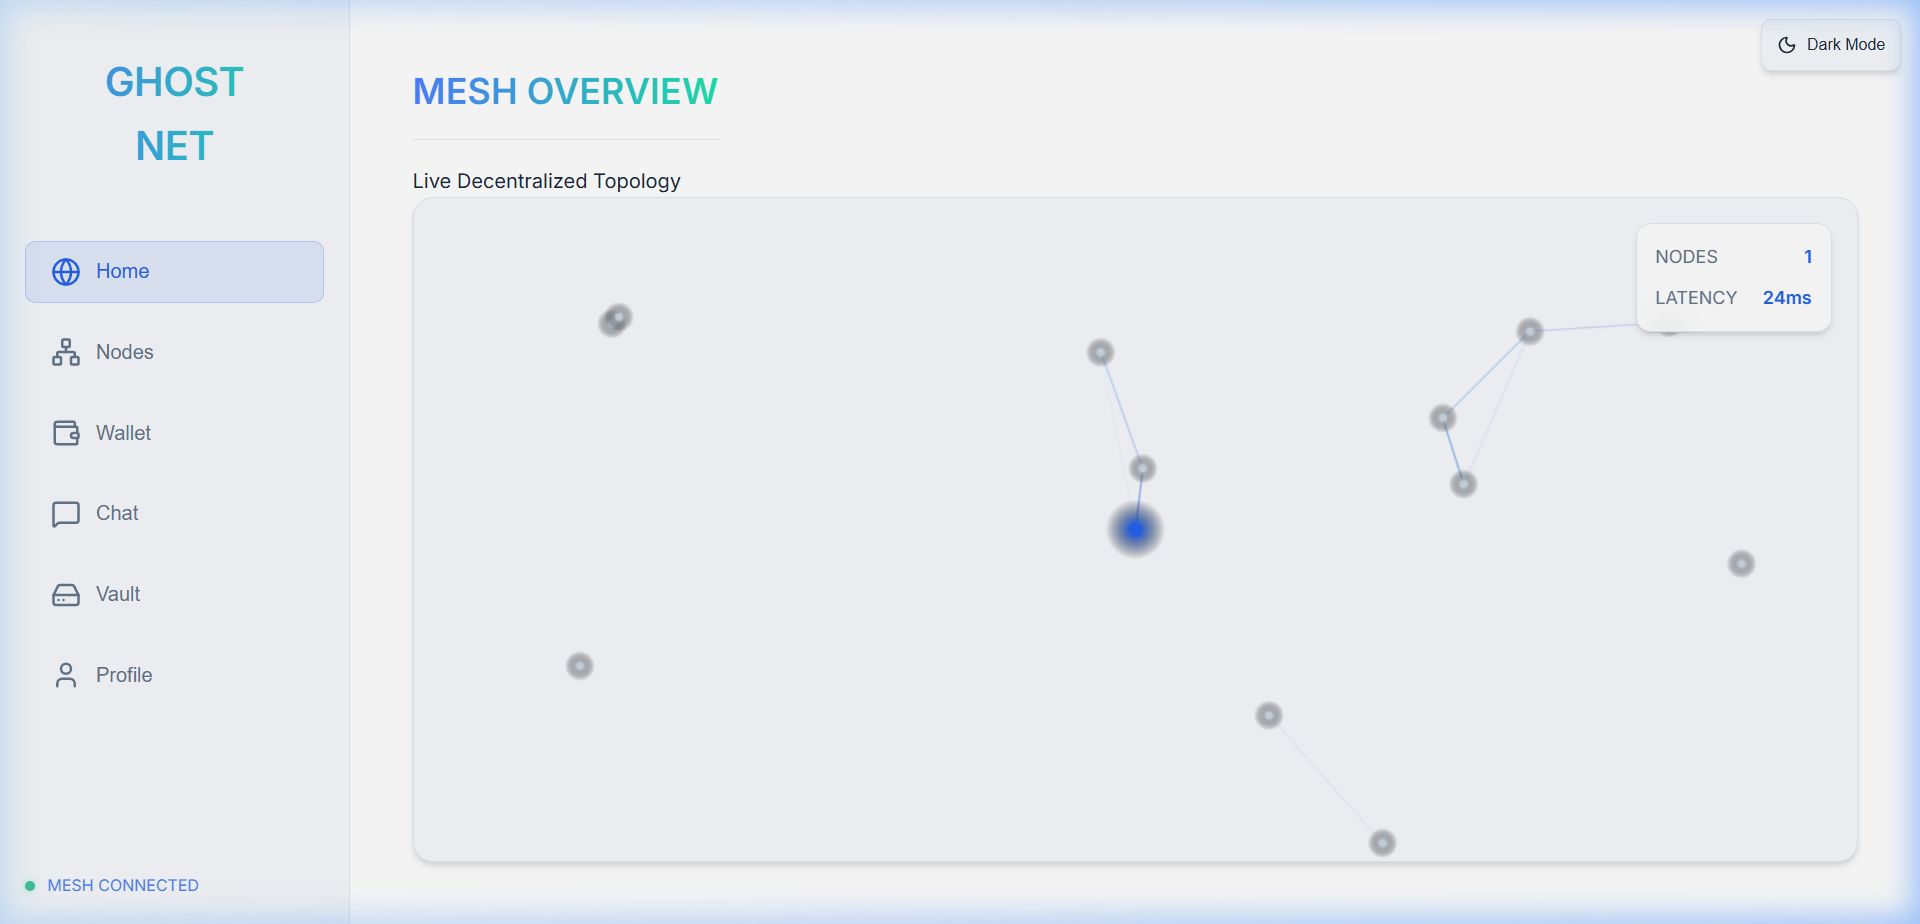 GHOST
NET
Home
Nodes
Wallet
Chat
Vault
Profile
MESH CONNECTED
Dark Mode
MESH OVERVIEW
Live Decentralized Topology
NODES 1
LATENCY 24ms